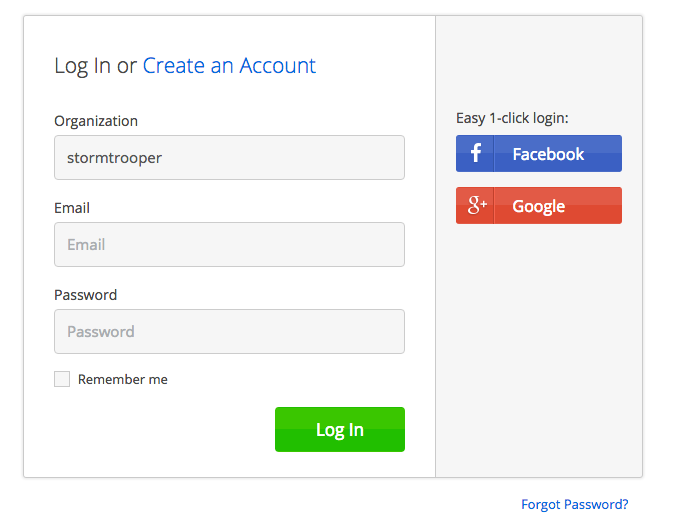 Log In or Create an Account
Organization
stormtrooper
Email
Email
Password
Password
Remember me
Log In
Easy 1-click login:
f Facebook
g+ Google
Forgot Password?